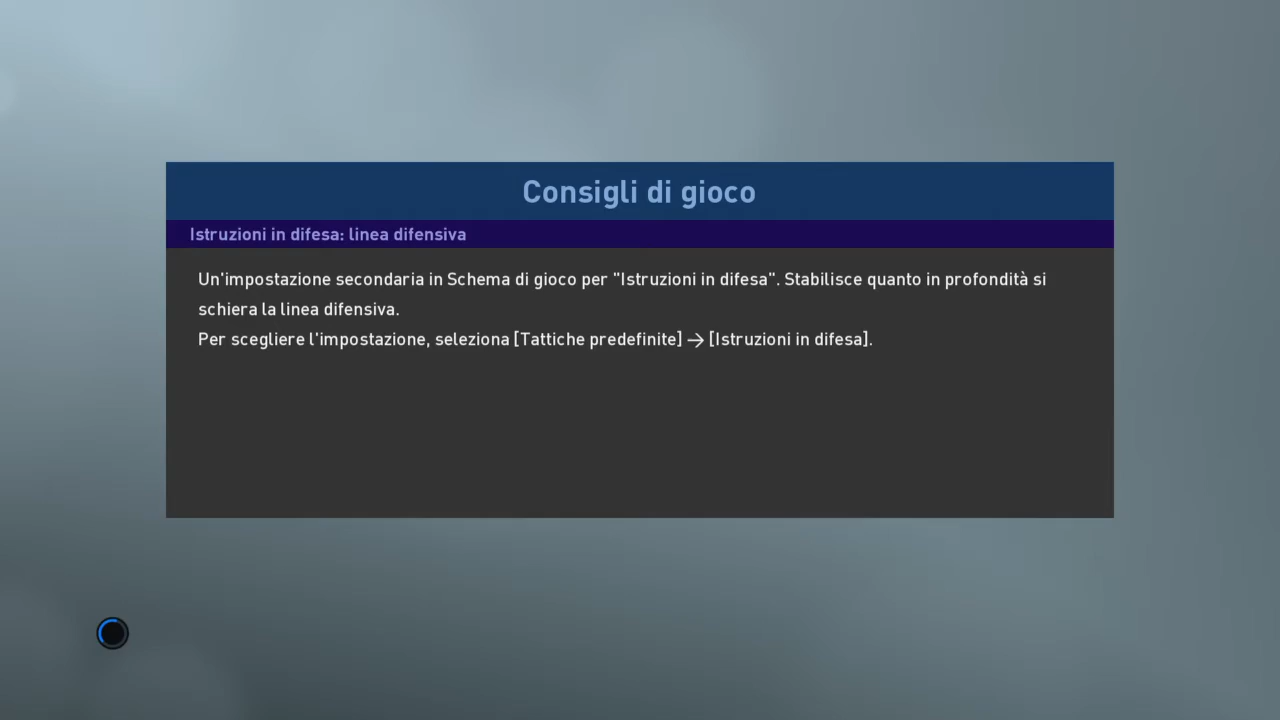 Consigli di gioco
Istruzioni in difesa: linea difensiva
Un'impostazione secondaria in Schema di gioco per "Istruzioni in difesa". Stabilisce quanto in profondità si
schiera la linea difensiva.
Per scegliere l'impostazione, seleziona [Tattiche predefinite] → [Istruzioni in difesa].